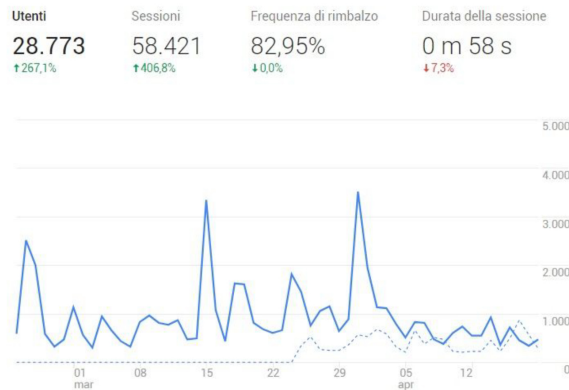 Utenti Sessioni Frequenza di rimbalzo Durata della sessione
28.773 58.421 82,95% 0 m 58 s
↑267,1% ↑406,8% ↓0,0% ↓7,3%
5.000
4.000
3.000
2.000
1.000
0
01 08 15 22 29 05 12
mar apr